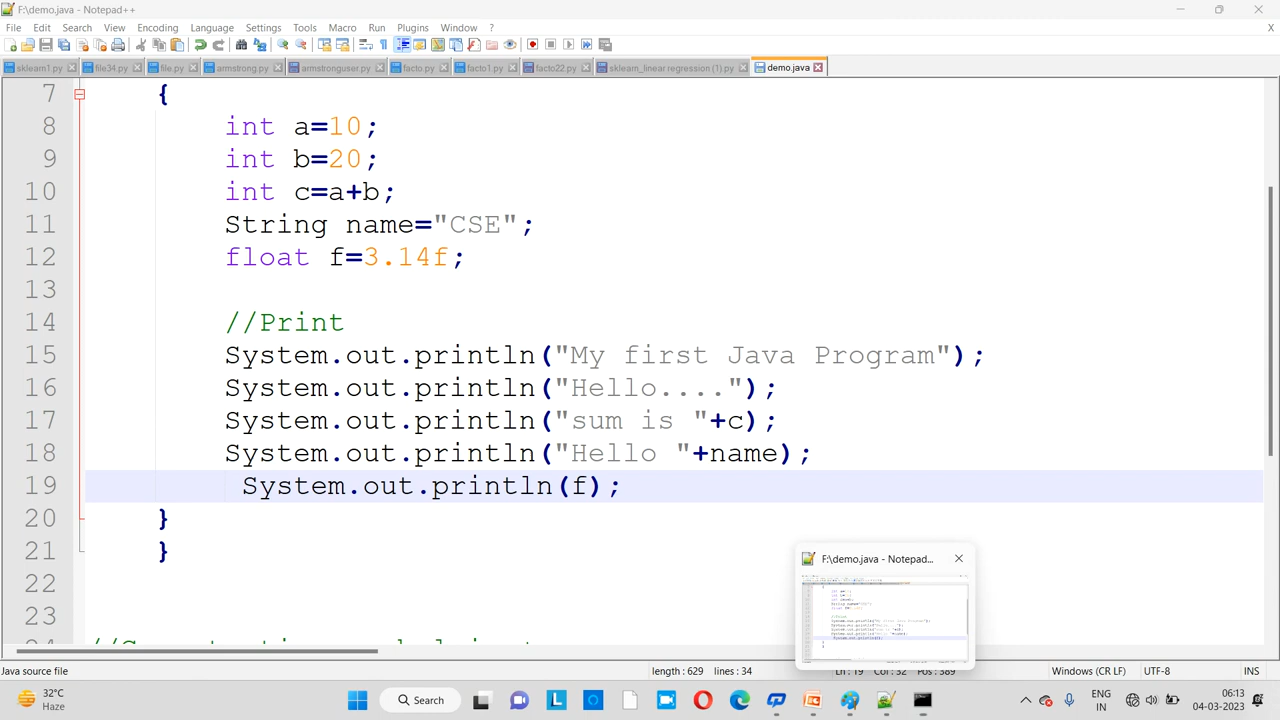 F:\demo.java - Notepad++
File Edit Search View Encoding Language Settings Tools Macro Run Plugins Window ?
sklearn1.py file34.py file.py armstrong.py armstronguser.py facto.py facto1.py facto22.py sklearn_linear regression (1).py demo.java
7 {
8 int a=10;
9 int b=20;
10 int c=a+b;
11 String name="CSE";
12 float f=3.14f;
13
14 //Print
15 System.out.println("My first Java Program");
16 System.out.println("Hello....");
17 System.out.println("sum is "+c);
18 System.out.println("Hello "+name);
19 System.out.println(f);
20 }
21 }
22
23
F:\demo.java - Notepad...
Java source file length : 629 lines : 34 Ln : 19 Col : 32 Pos : 389 Windows (CR LF) UTF-8 INS
32°C
Haze
Search
ENG
IN
06:13
04-03-2023